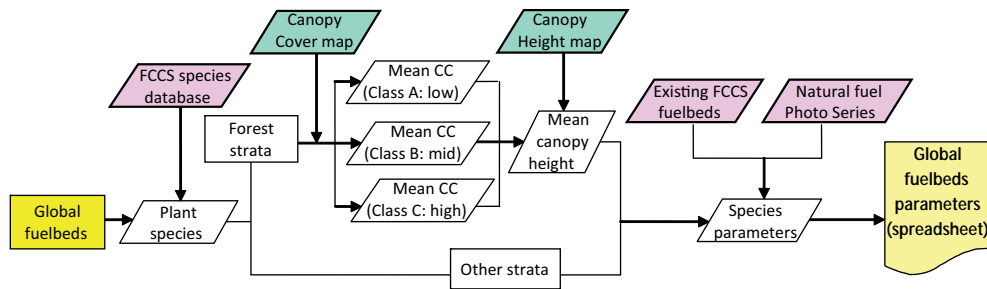 Canopy
Cover map
Canopy
Height map
FCCS species
database
Mean CC
(Class A: low)
Existing FCCS
fuelbeds
Natural fuel
Photo Series
Forest
strata
Mean CC
(Class B: mid)
Mean
canopy
height
Mean CC
(Class C: high)
Global
fuelbeds
Plant
species
Species
parameters
Global
fuelbeds
parameters
(spreadsheet)
Other strata